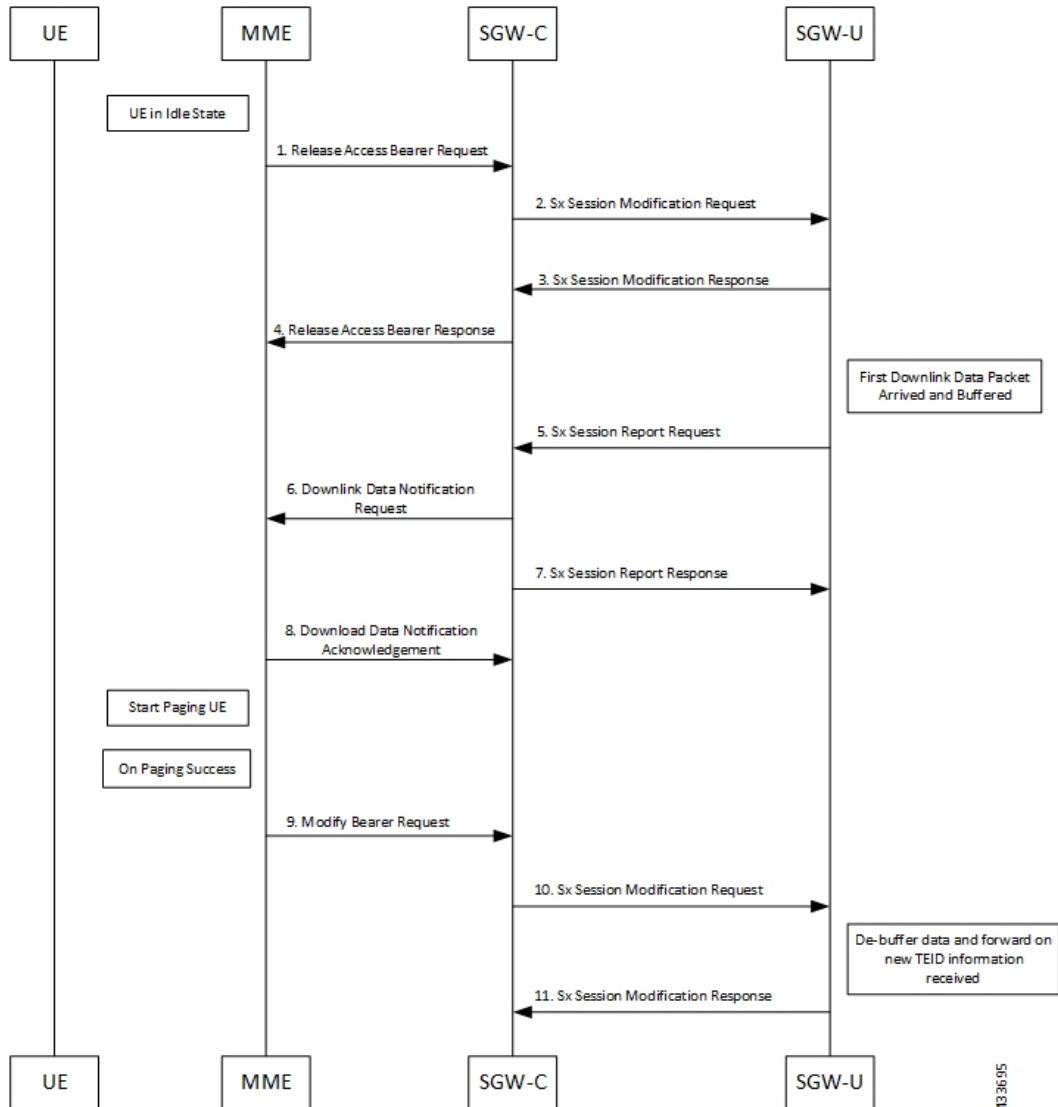 UE
MME
SGW-C
SGW-U
UE in Idle State
1. Release Access Bearer Request
2. Sx Session Modification Request
3. Sx Session Modification Response
4. Release Access Bearer Response
First Downlink Data Packet
Arrived and Buffered
5. Sx Session Report Request
6. Downlink Data Notification
Request
7. Sx Session Report Response
8. Download Data Notification
Acknowledgement
Start Paging UE
On Paging Success
9. Modify Bearer Request
10. Sx Session Modification Request
De-buffer data and forward on
new TEID information
received
11. Sx Session Modification Response
UE
MME
SGW-C
SGW-U
433695